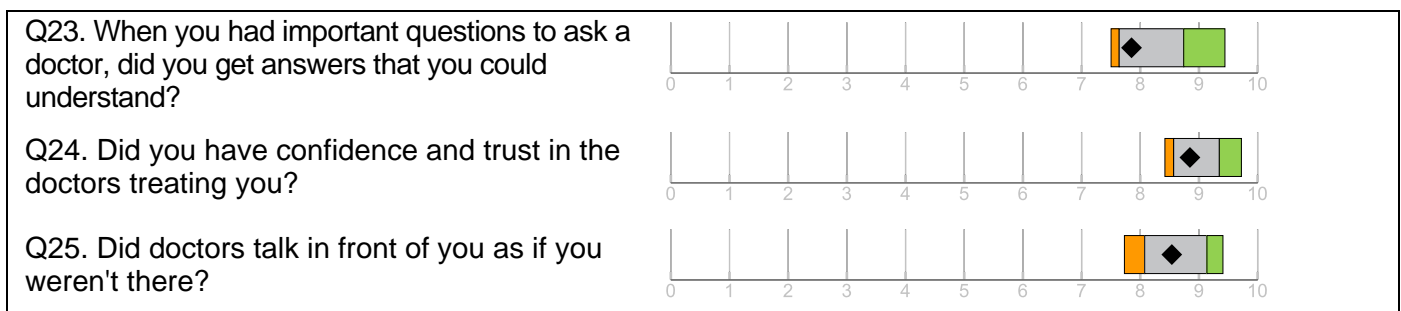 Q23. When you had important questions to ask a
doctor, did you get answers that you could
understand?
0 1 2 3 4 5 6 7 8 9 10
Q24. Did you have confidence and trust in the
doctors treating you?
0 1 2 3 4 5 6 7 8 9 10
Q25. Did doctors talk in front of you as if you
weren't there?
0 1 2 3 4 5 6 7 8 9 10